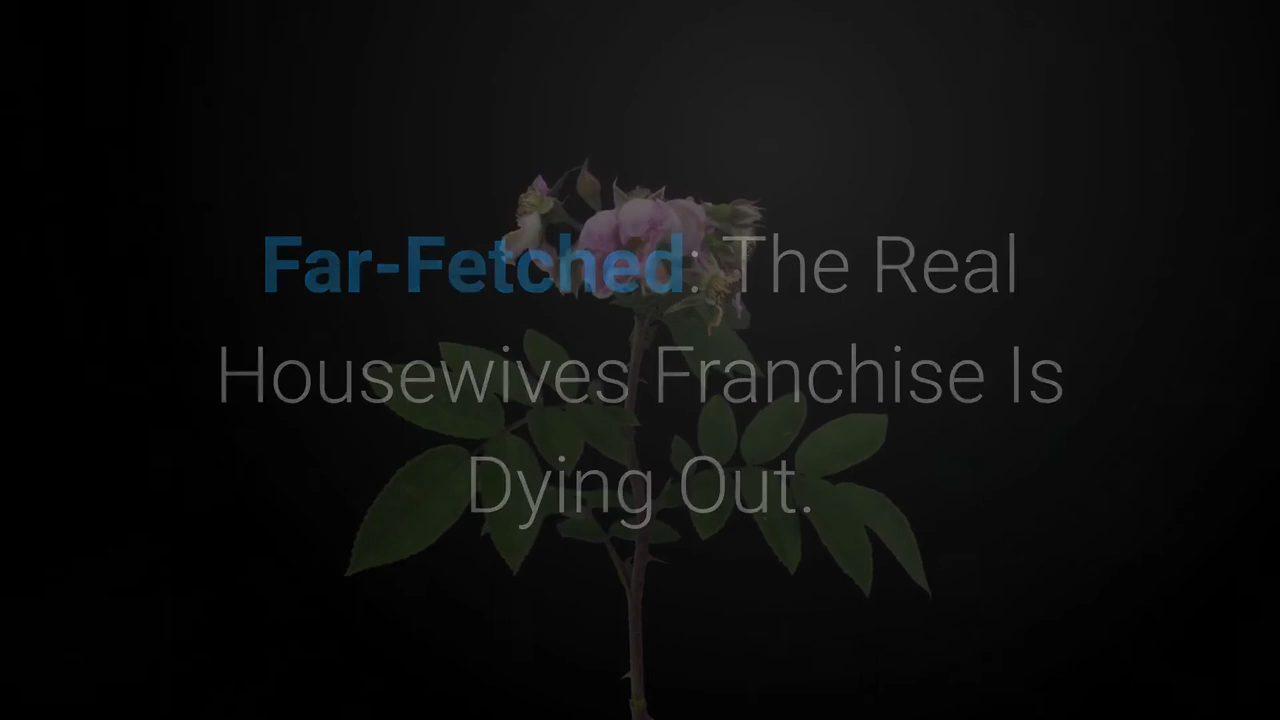 Far-Fetched: The Real
Housewives Franchise Is
Dying Out.